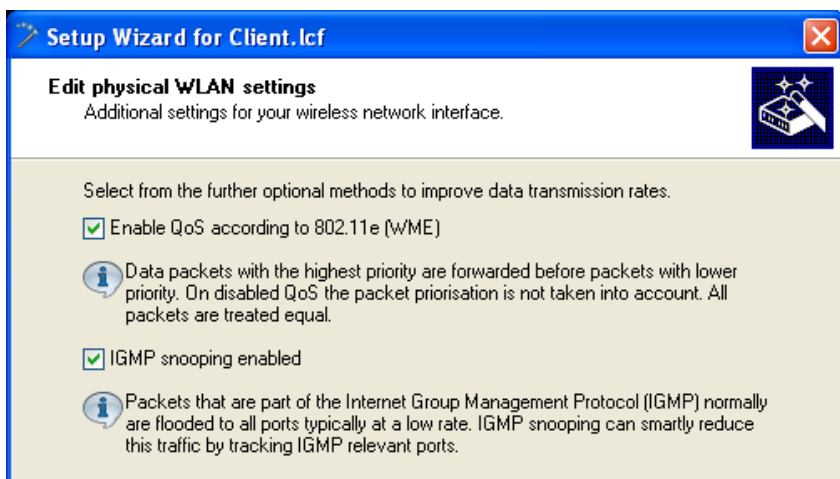 Setup Wizard for Client.lcf
Edit physical WLAN settings
Additional settings for your wireless network interface.
Select from the further optional methods to improve data transmission rates.
Enable QoS according to 802.11e (WME)
Data packets with the highest priority are forwarded before packets with lower
priority. On disabled QoS the packet priorisation is not taken into account. All
packets are treated equal.
IGMP snooping enabled
Packets that are part of the Internet Group Management Protocol (IGMP) normally
are flooded to all ports typically at a low rate. IGMP snooping can smartly reduce
this traffic by tracking IGMP relevant ports.